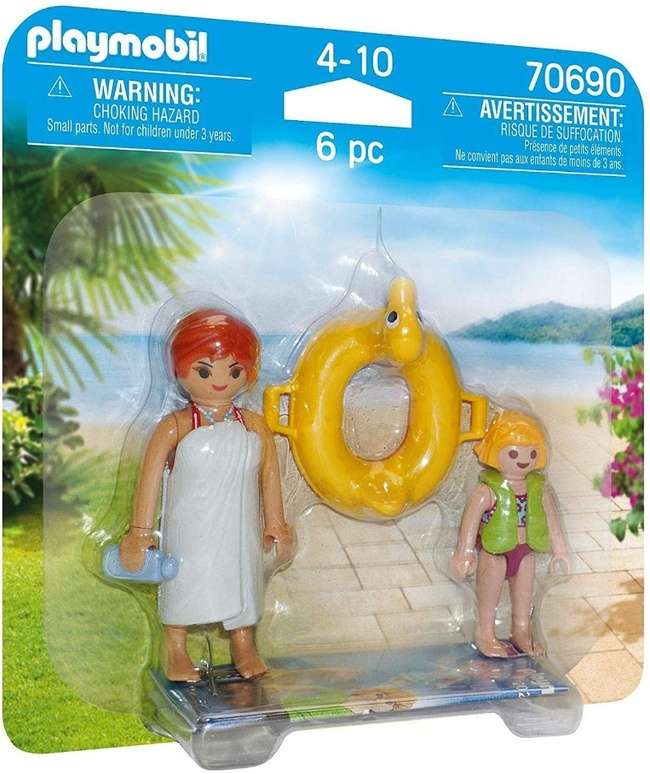 playmobil
WARNING:
CHOKING HAZARD
Small parts. Not for children under 3 years.
4-10
6 pc
70690
AVERTISSEMENT:
RISQUE DE SUFFOCATION.
Présence de petits éléments.
Ne convient pas aux enfants de moins de 3 ans.